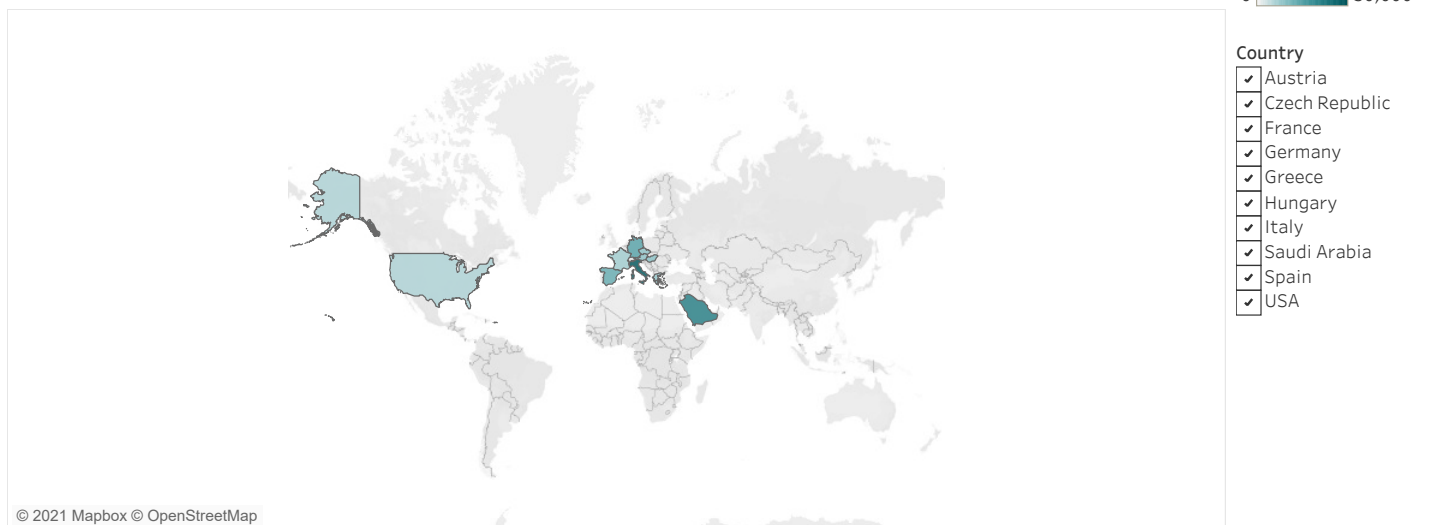 Country
Austria
Czech Republic
France
Germany
Greece
Hungary
Italy
Saudi Arabia
Spain
USA
© 2021 Mapbox © OpenStreetMap